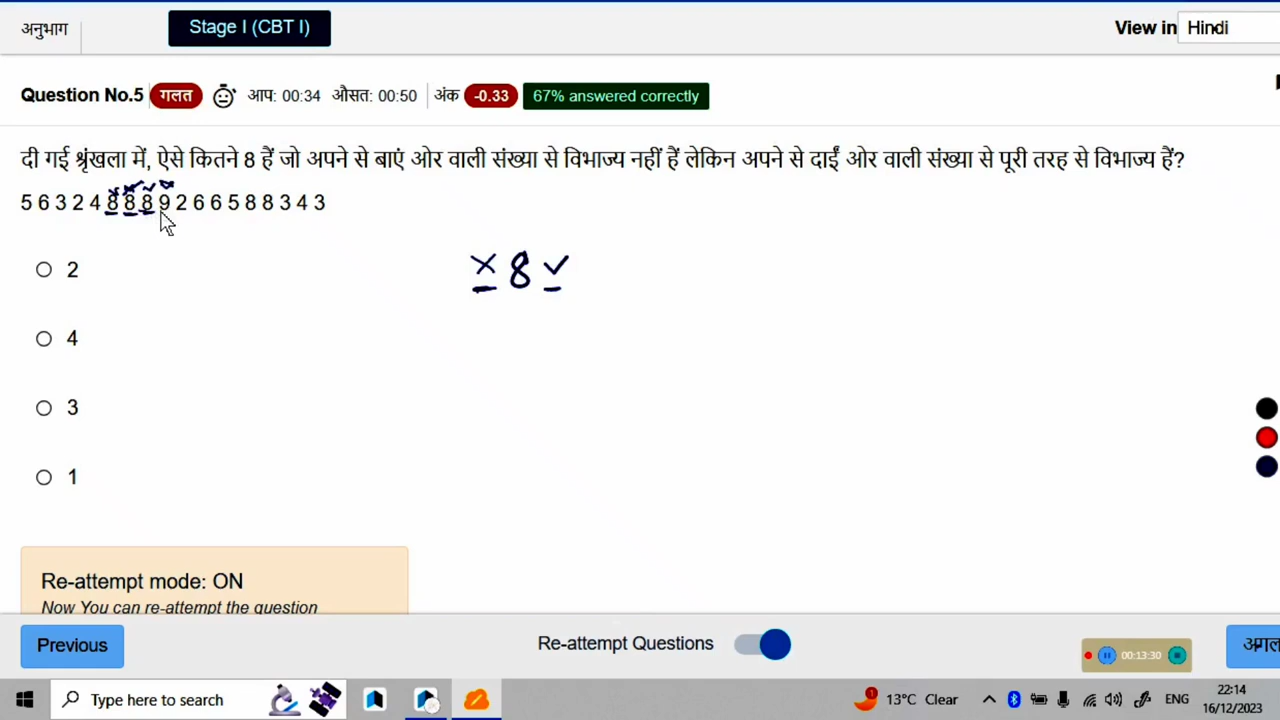 अनुभाग Stage I (CBT I) View in Hindi
Question No.5 गलत आप: 00:34 औसत: 00:50 अंक -0.33 67% answered correctly
दी गई श्रृंखला में, ऐसे कितने 8 हैं जो अपने से बाएं ओर वाली संख्या से विभाज्य नहीं हैं लेकिन अपने से दाईं ओर वाली संख्या से पूरी तरह से विभाज्य हैं?
5 6 3 2 4 8 8 8 9 2 6 6 5 8 8 3 4 3
× 8 ✓
2
4
3
1
Re-attempt mode: ON
Now You can re-attempt the question
Previous Re-attempt Questions 00:13:30
Type here to search 1 13°C Clear ENG 22:14
16/12/2023